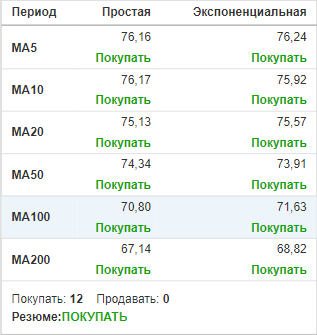 Период Простая Экспоненциальная
MA5 76,16 76,24
Покупать Покупать
MA10 76,17 75,92
Покупать Покупать
MA20 75,13 75,57
Покупать Покупать
MA50 74,34 73,91
Покупать Покупать
MA100 70,80 71,63
Покупать Покупать
MA200 67,14 68,82
Покупать Покупать
Покупать: 12 Продавать: 0
Резюме:ПОКУПАТЬ